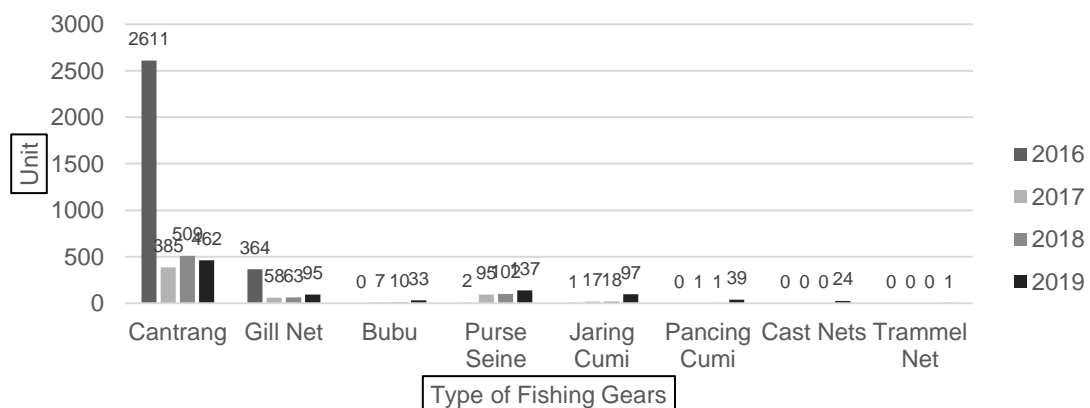 3000
2611
2500
2000
1500
1000
500
0
Unit
385
509
462
364
58 63 95
0 7 10 33
2 95 102 137
1 17 18 97
0 1 1 39
0 0 0 24
0 0 0 1
Cantrang
Gill Net
Bubu
Purse
Seine
Jaring
Cumi
Pancing
Cumi
Cast Nets
Trammel
Net
Type of Fishing Gears
2016
2017
2018
2019